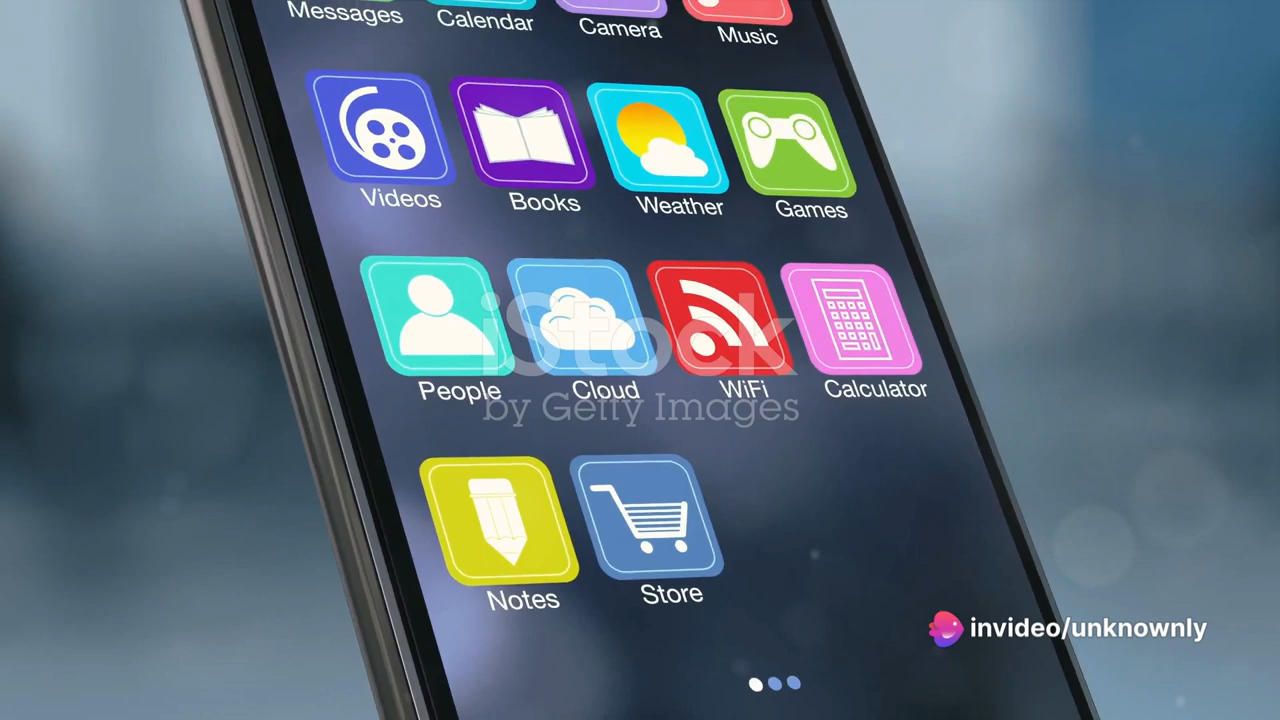 Messages
Calendar
Camera
Music
Videos
Books
Weather
Games
People
Cloud
WiFi
Calculator
iStock
by Getty Images
Notes
Store
invideo/unknownly